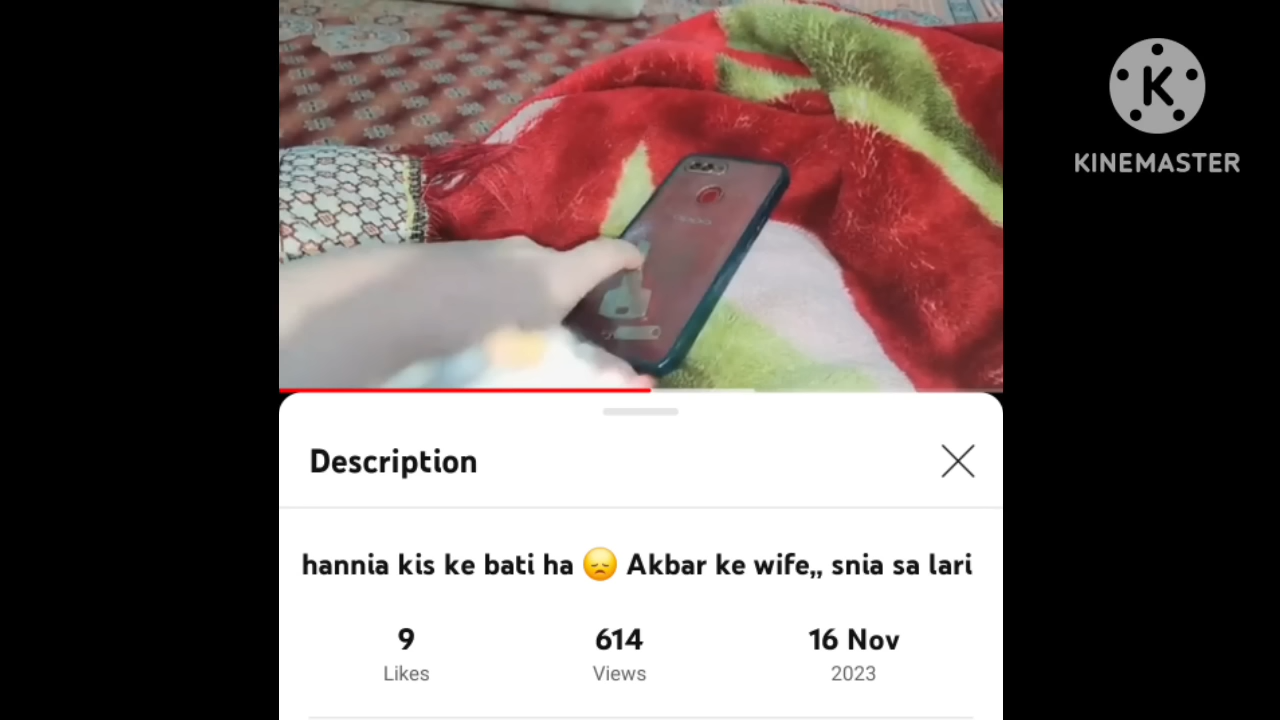 K
KINEMASTER
Description
hannia kis ke bati ha 😞 Akbar ke wife,, snia sa lari
9 614 16 Nov
Likes Views 2023